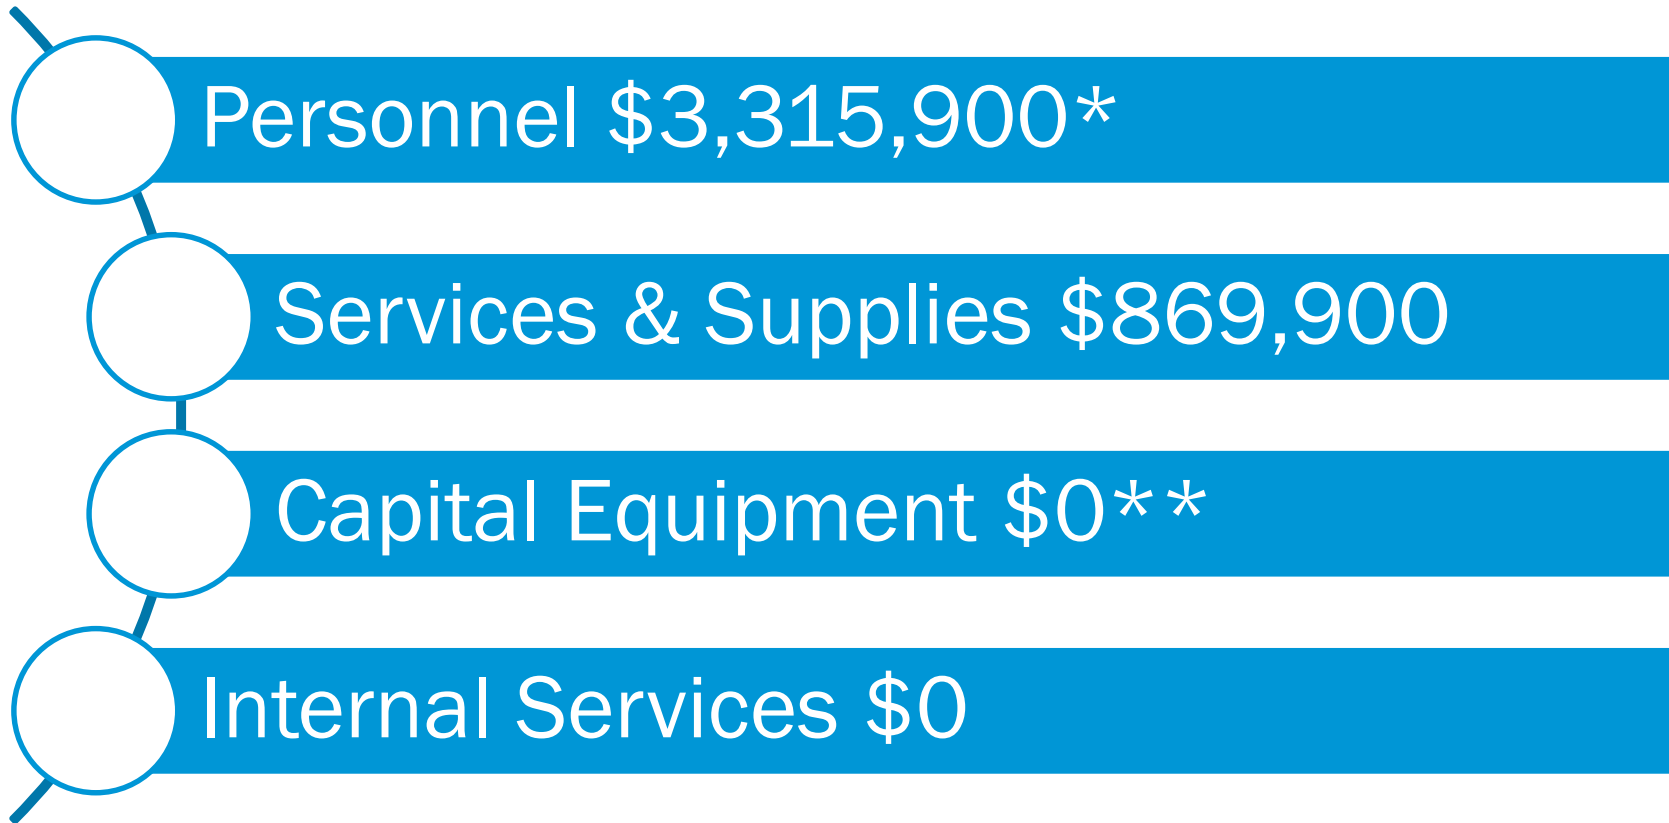 Personnel $3,315,900*
Services & Supplies $869,900
Capital Equipment $0**
Internal Services $0